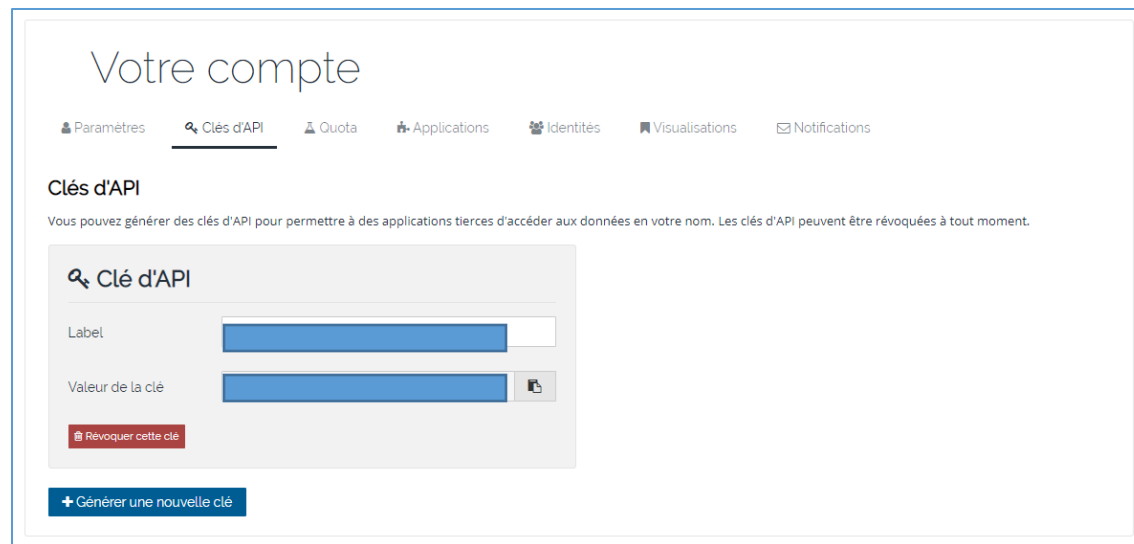 Votre compte
Paramètres Clés d'API Quota Applications Identités Visualisations Notifications
Clés d'API
Vous pouvez générer des clés d'API pour permettre à des applications tierces d'accéder aux données en votre nom. Les clés d'API peuvent être révoquées à tout moment.
Clé d'API
Label
Valeur de la clé
Révoquer cette clé
+ Générer une nouvelle clé